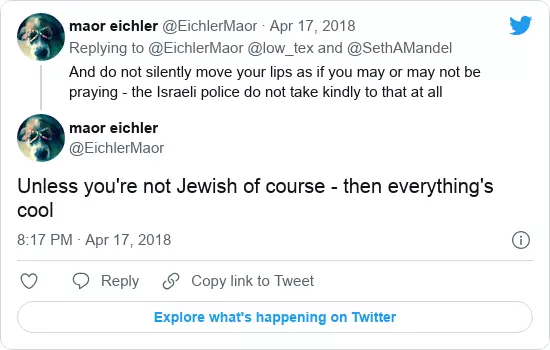 maor eichler @EichlerMaor · Apr 17, 2018
Replying to @EichlerMaor @low_tex and @SethAMandel
And do not silently move your lips as if you may or may not be
praying - the Israeli police do not take kindly to that at all
maor eichler
@EichlerMaor
Unless you're not Jewish of course - then everything's
cool
8:17 PM · Apr 17, 2018
Reply
Copy link to Tweet
Explore what's happening on Twitter